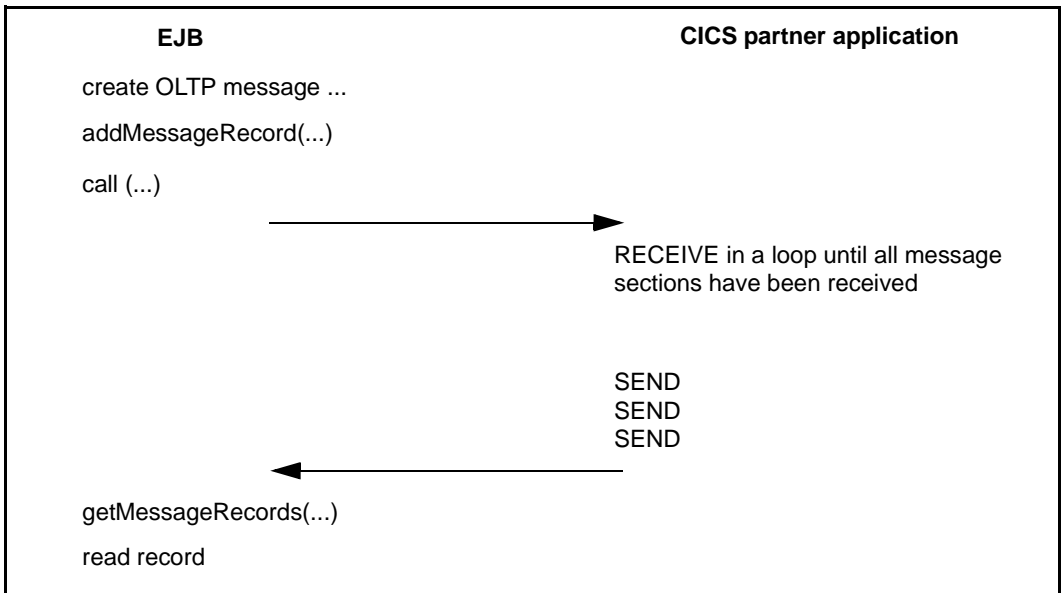 EJB
CICS partner application
create OLTP message ...
addMessageRecord(...)
call (...)
RECEIVE in a loop until all message
sections have been received
SEND
SEND
SEND
getMessageRecords(...)
read record